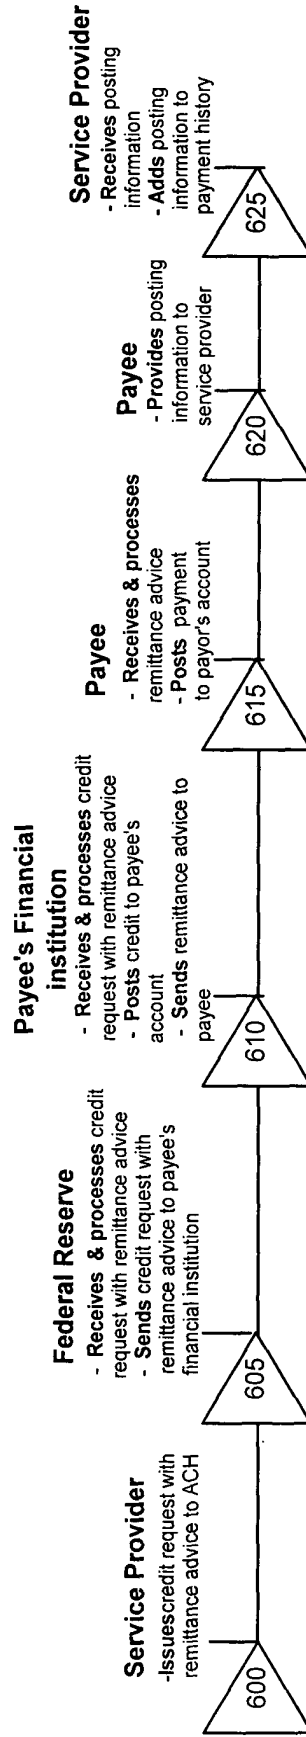 Service Provider
-Issuescredit request with
remittance advice to ACH
600
Federal Reserve
- Receives & processes credit
request with remittance advice
- Sends credit request with
remittance advice to payee's
financial institution
605
Payee's Financial
institution
- Receives & processes credit
request with remittance advice
- Posts credit to payee's
account
- Sends remittance advice to
payee
610
Payee
- Receives & processes
remittance advice
- Posts payment
to payor's account
615
Payee
- Provides posting
information to
service provider
620
Service Provider
- Receives posting
information
- Adds posting
information to
payment history
625